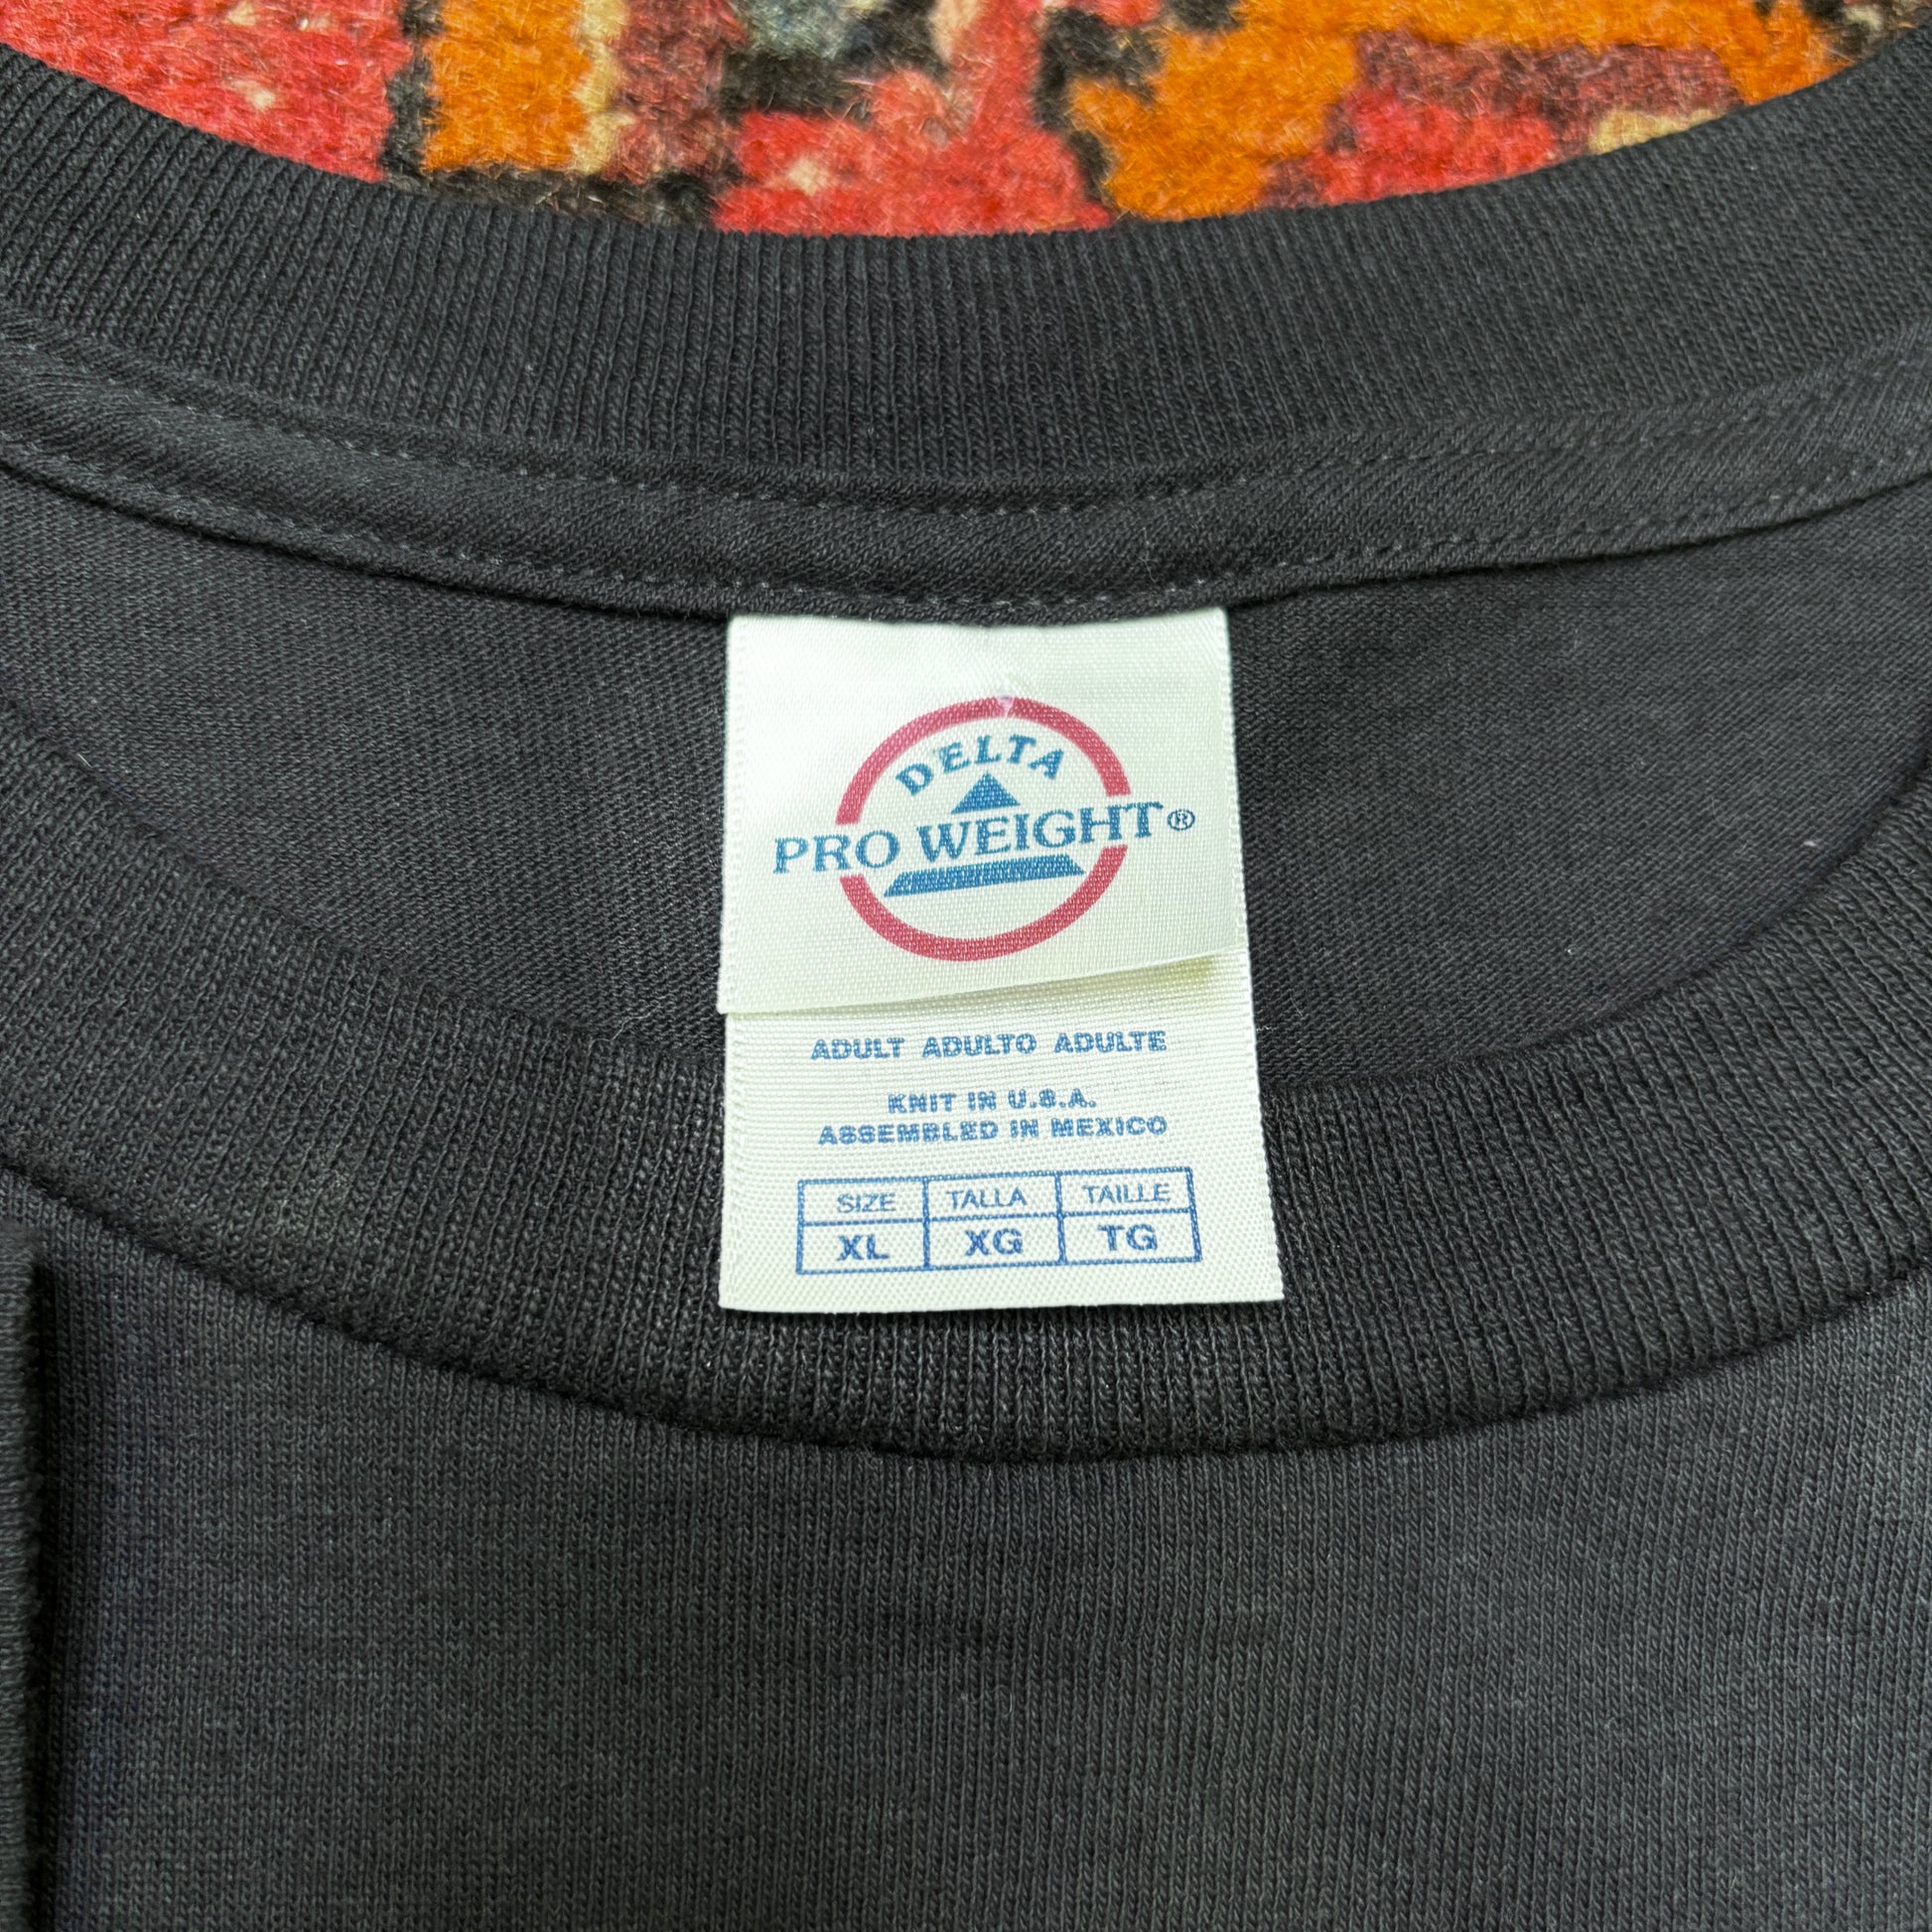 DELTA
PRO WEIGHT®
ADULT ADULTO ADULTE
KNIT IN U.S.A.
ASSEMBLED IN MEXICO
SIZE TALLA TAILLE
XL XG TG